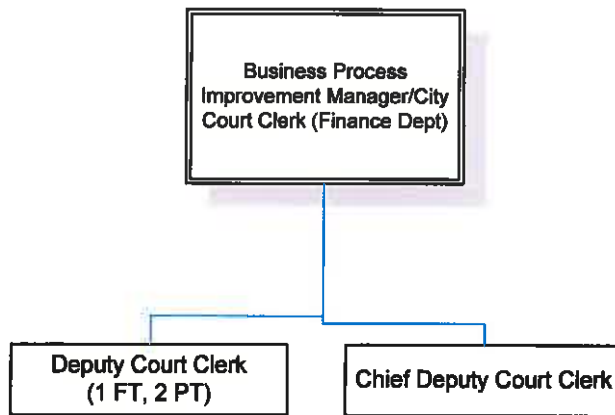 Business Process
Improvement Manager/City
Court Clerk (Finance Dept)
Deputy Court Clerk
(1 FT, 2 PT)
Chief Deputy Court Clerk